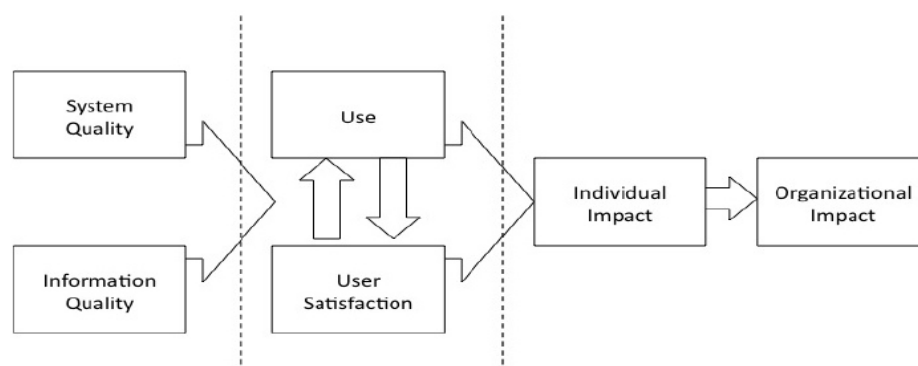 System
Quality
Information
Quality
Use
User
Satisfaction
Individual
Impact
Organizational
Impact